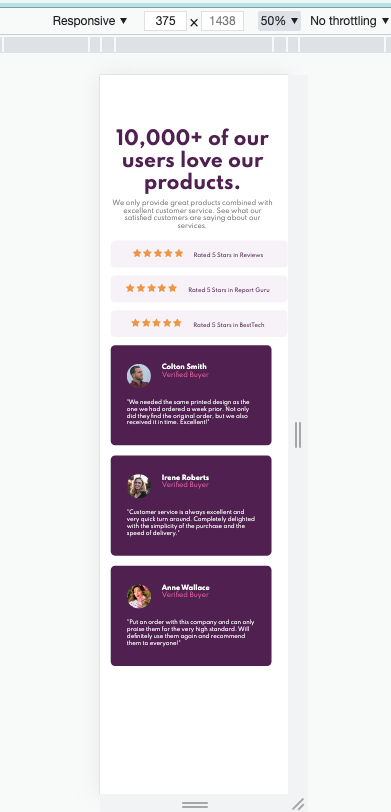 Responsive ▼ 375 × 1438 50% ▼ No throttling ▼
10,000+ of our
users love our
products.
We only provide great products combined with
excellent customer service. See what our
satisfied customers are saying about our
services.
Rated 5 Stars in Reviews
Rated 5 Stars in Report Guru
Rated 5 Stars in BestTech
Colton Smith
Verified Buyer
"We needed the same printed design as the
one we had ordered a week prior. Not only
did they find the original order, but we also
received it in time. Excellent!"
Irene Roberts
Verified Buyer
"Customer service is always excellent and
very quick turn around. Completely delighted
with the simplicity of the purchase and the
speed of delivery."
Anne Wallace
Verified Buyer
"Put an order with this company and can only
praise them for the very high standard. Will
definitely use them again and recommend
them to everyone!"